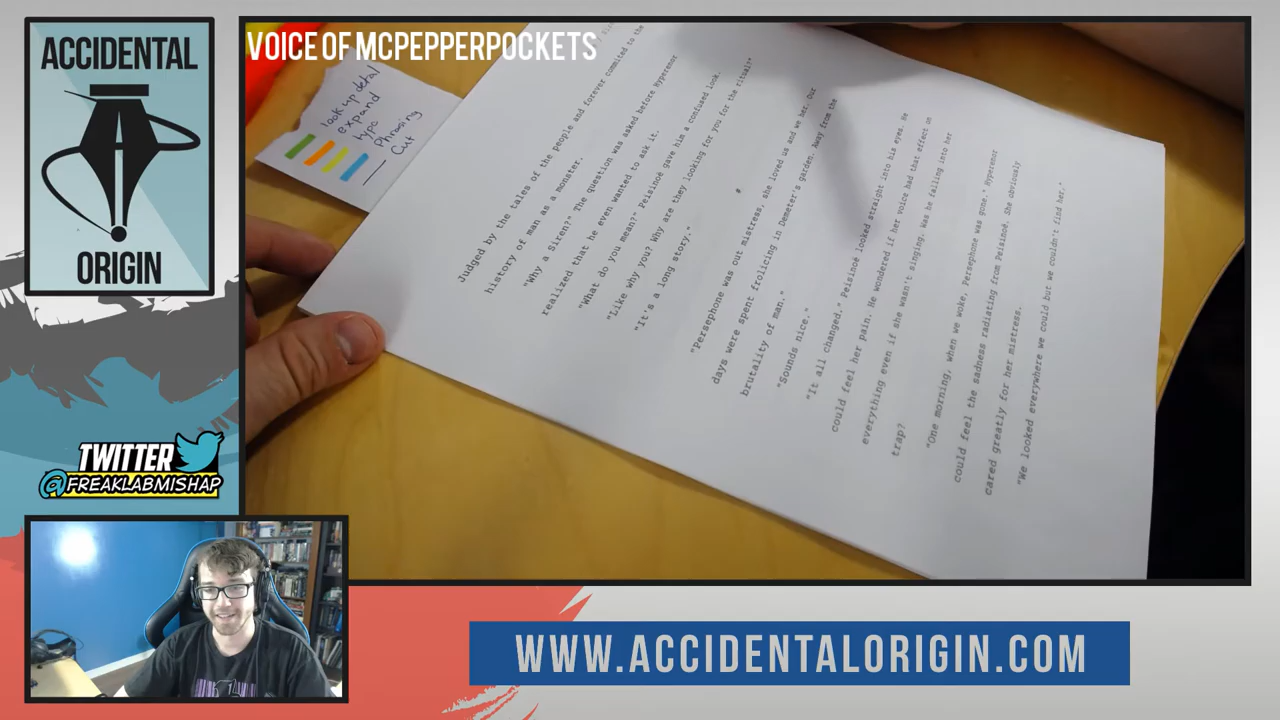 ACCIDENTAL
ORIGIN
VOICE OF MCPEPPERPOCKETS
look up detail
expand
typo
Phrasing
Cut
Judged by the tales of the people and forever commited to the
history of man as a monster.
"Why a Siren?" The question was asked before Hyperenor
realized that he even wanted to ask it.
"What do you mean?" Peisinoë gave him a confused look.
"Like why you? Why are they looking for you for the ritual?"
"It's a long story."
"Persephone was out mistress, she loved us and we her. Our
days were spent frolicing in Demeter's garden. Away from the
brutality of man."
"Sounds nice."
"It all changed." Peisinoë looked straight into his eyes. He
could feel her pain. He wondered if her voice had that effect on
everything even if she wasn't singing. Was he falling into her
trap?
"One morning, when we woke, Persephone was gone." Hyperenor
could feel the sadness radiating from Peisinoë. She obviously
cared greatly for her mistress.
"We looked everywhere we could but we couldn't find her,"
TWITTER
@FREAKLABMISHAP
WWW.ACCIDENTALORIGIN.COM